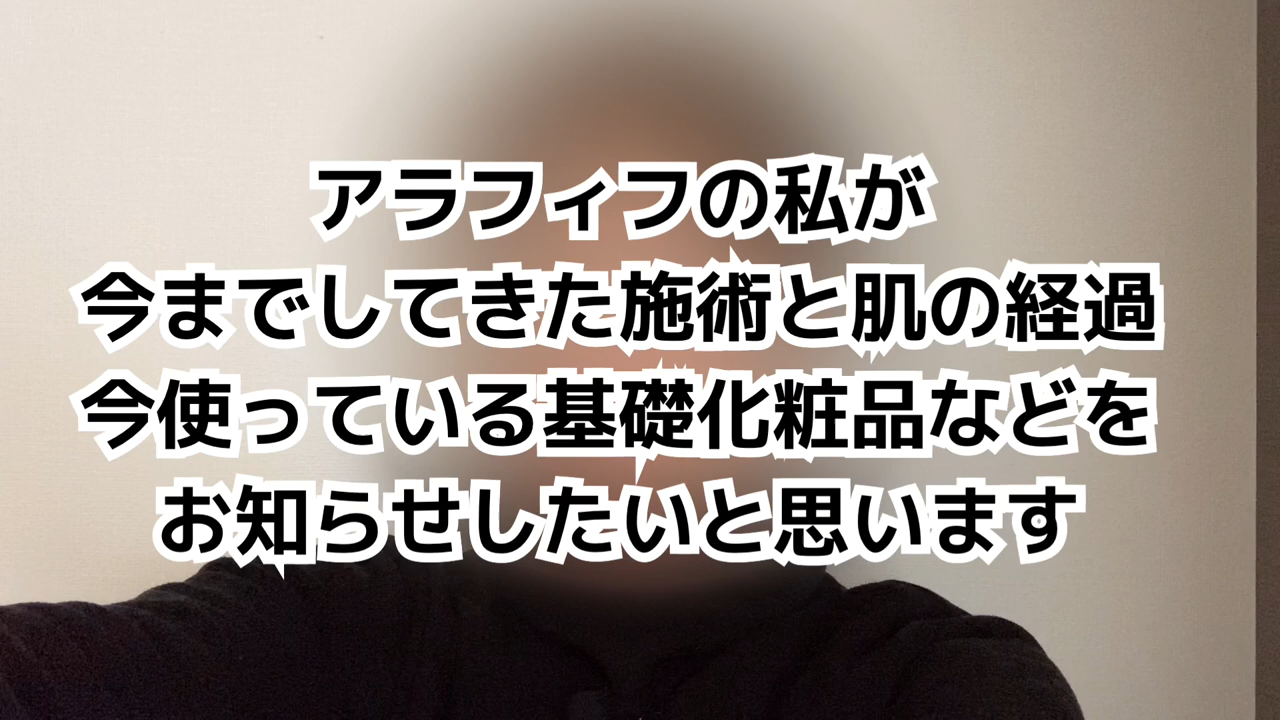 アラフィフの私が
今までしてきた施術と肌の経過
今使っている基礎化粧品などを
お知らせしたいと思います